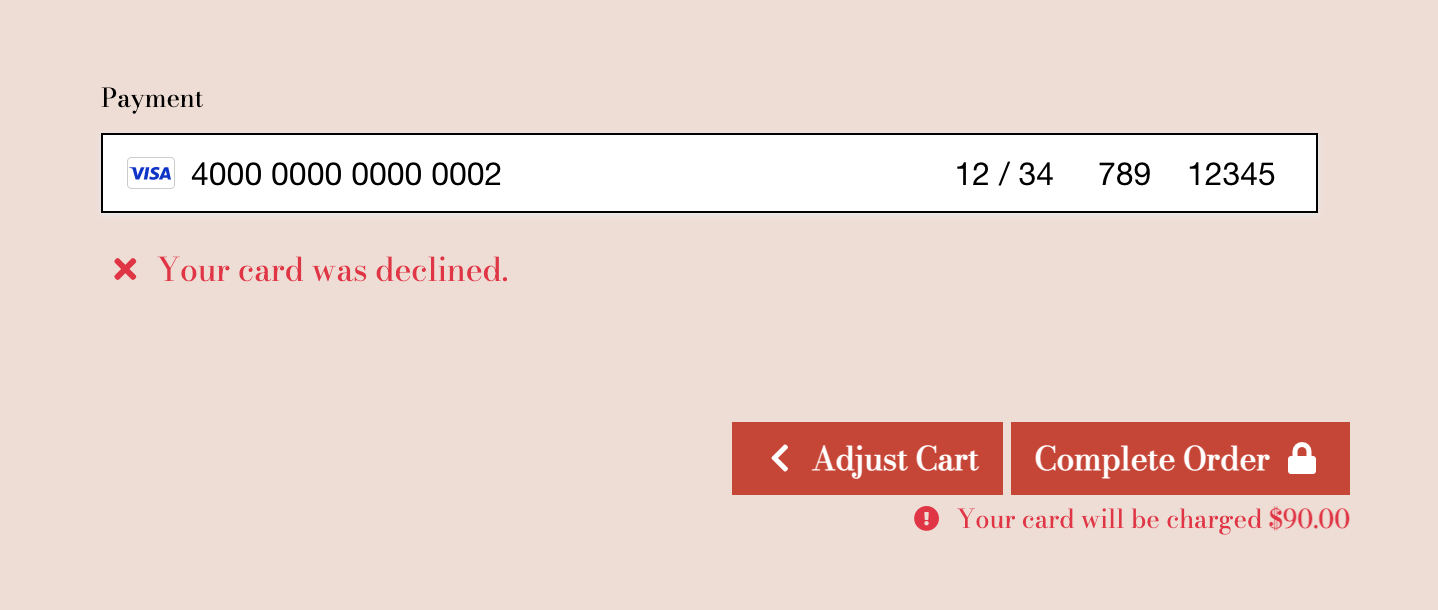 Payment
VISA 4000 0000 0000 0002 12 / 34 789 12345
Your card was declined.
Adjust Cart Complete Order
Your card will be charged $90.00